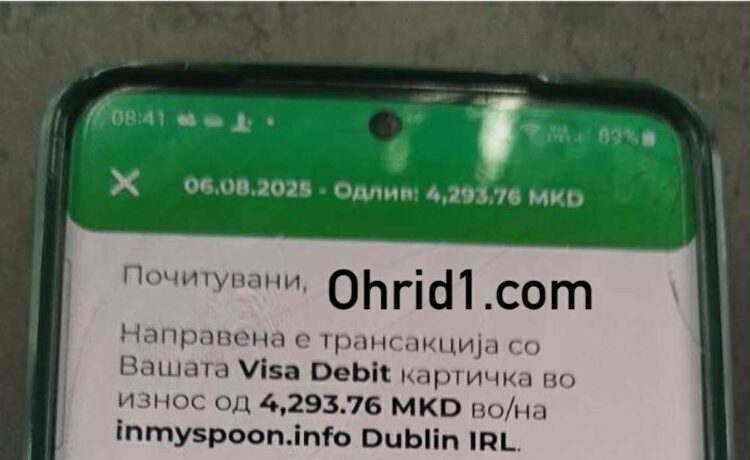 08:41 89%
06.08.2025 - Одлив: 4,293.76 MKD
Почитувани,
Ohrid1.com
Направена е трансакција со
Вашата Visa Debit картичка во
износ од 4,293.76 MKD во/на
inmyspoon.info Dublin IRL.